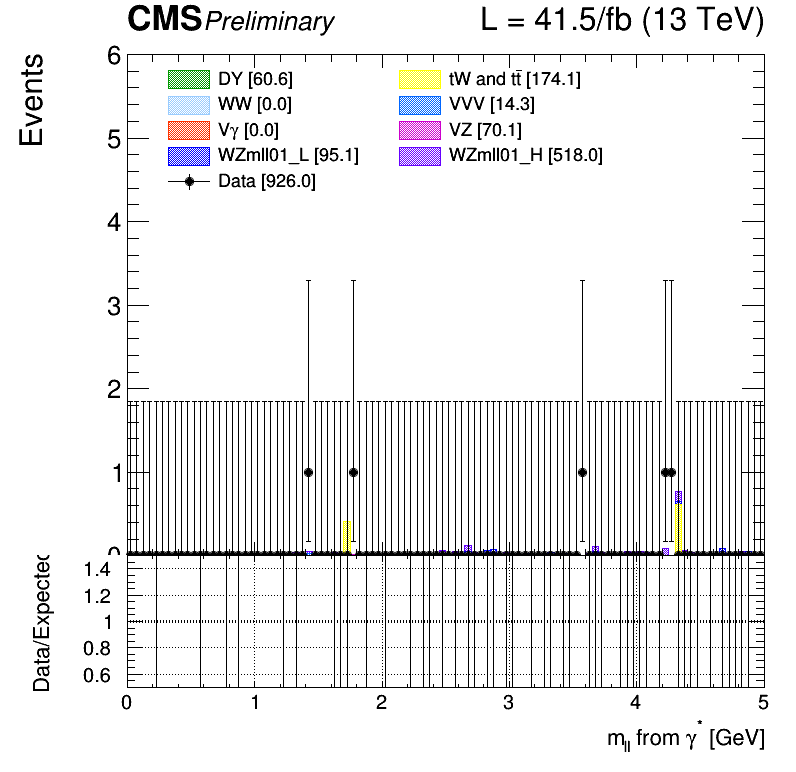 CMS Preliminary L = 41.5/fb (13 TeV)
Events
6
5
4
3
2
1
0
DY [60.6]
tW and tt̄ [174.1]
WW [0.0]
VVV [14.3]
Vγ [0.0]
VZ [70.1]
WZmll01_L [95.1]
WZmll01_H [518.0]
Data [926.0]
Data/Expected
1.4
1.2
1
0.8
0.6
0 1 2 3 4 5
m_ll from γ* [GeV]